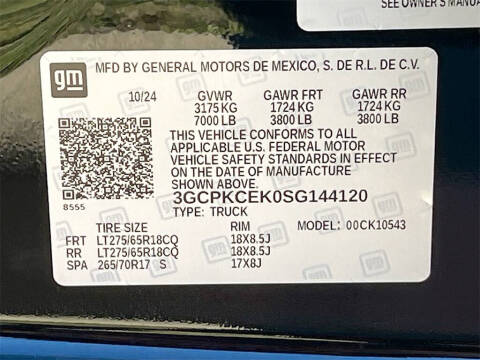 SEE OWNER'S MANUA
gm
MFD BY GENERAL MOTORS DE MEXICO, S. DE R.L. DE C.V.
10/24 GVWR GAWR FRT GAWR RR
3175 KG 1724 KG 1724 KG
7000 LB 3800 LB 3800 LB
THIS VEHICLE CONFORMS TO ALL
APPLICABLE U.S. FEDERAL MOTOR
VEHICLE SAFETY STANDARDS IN EFFECT
ON THE DATE OF MANUFACTURE
SHOWN ABOVE.
8555
3GCPKCEK0SG144120
TYPE: TRUCK
TIRE SIZE RIM MODEL: 00CK10543
FRT LT275/65R18CQ 18X8.5J
RR LT275/65R18CQ 18X8.5J
SPA 265/70R17 S 17X8J